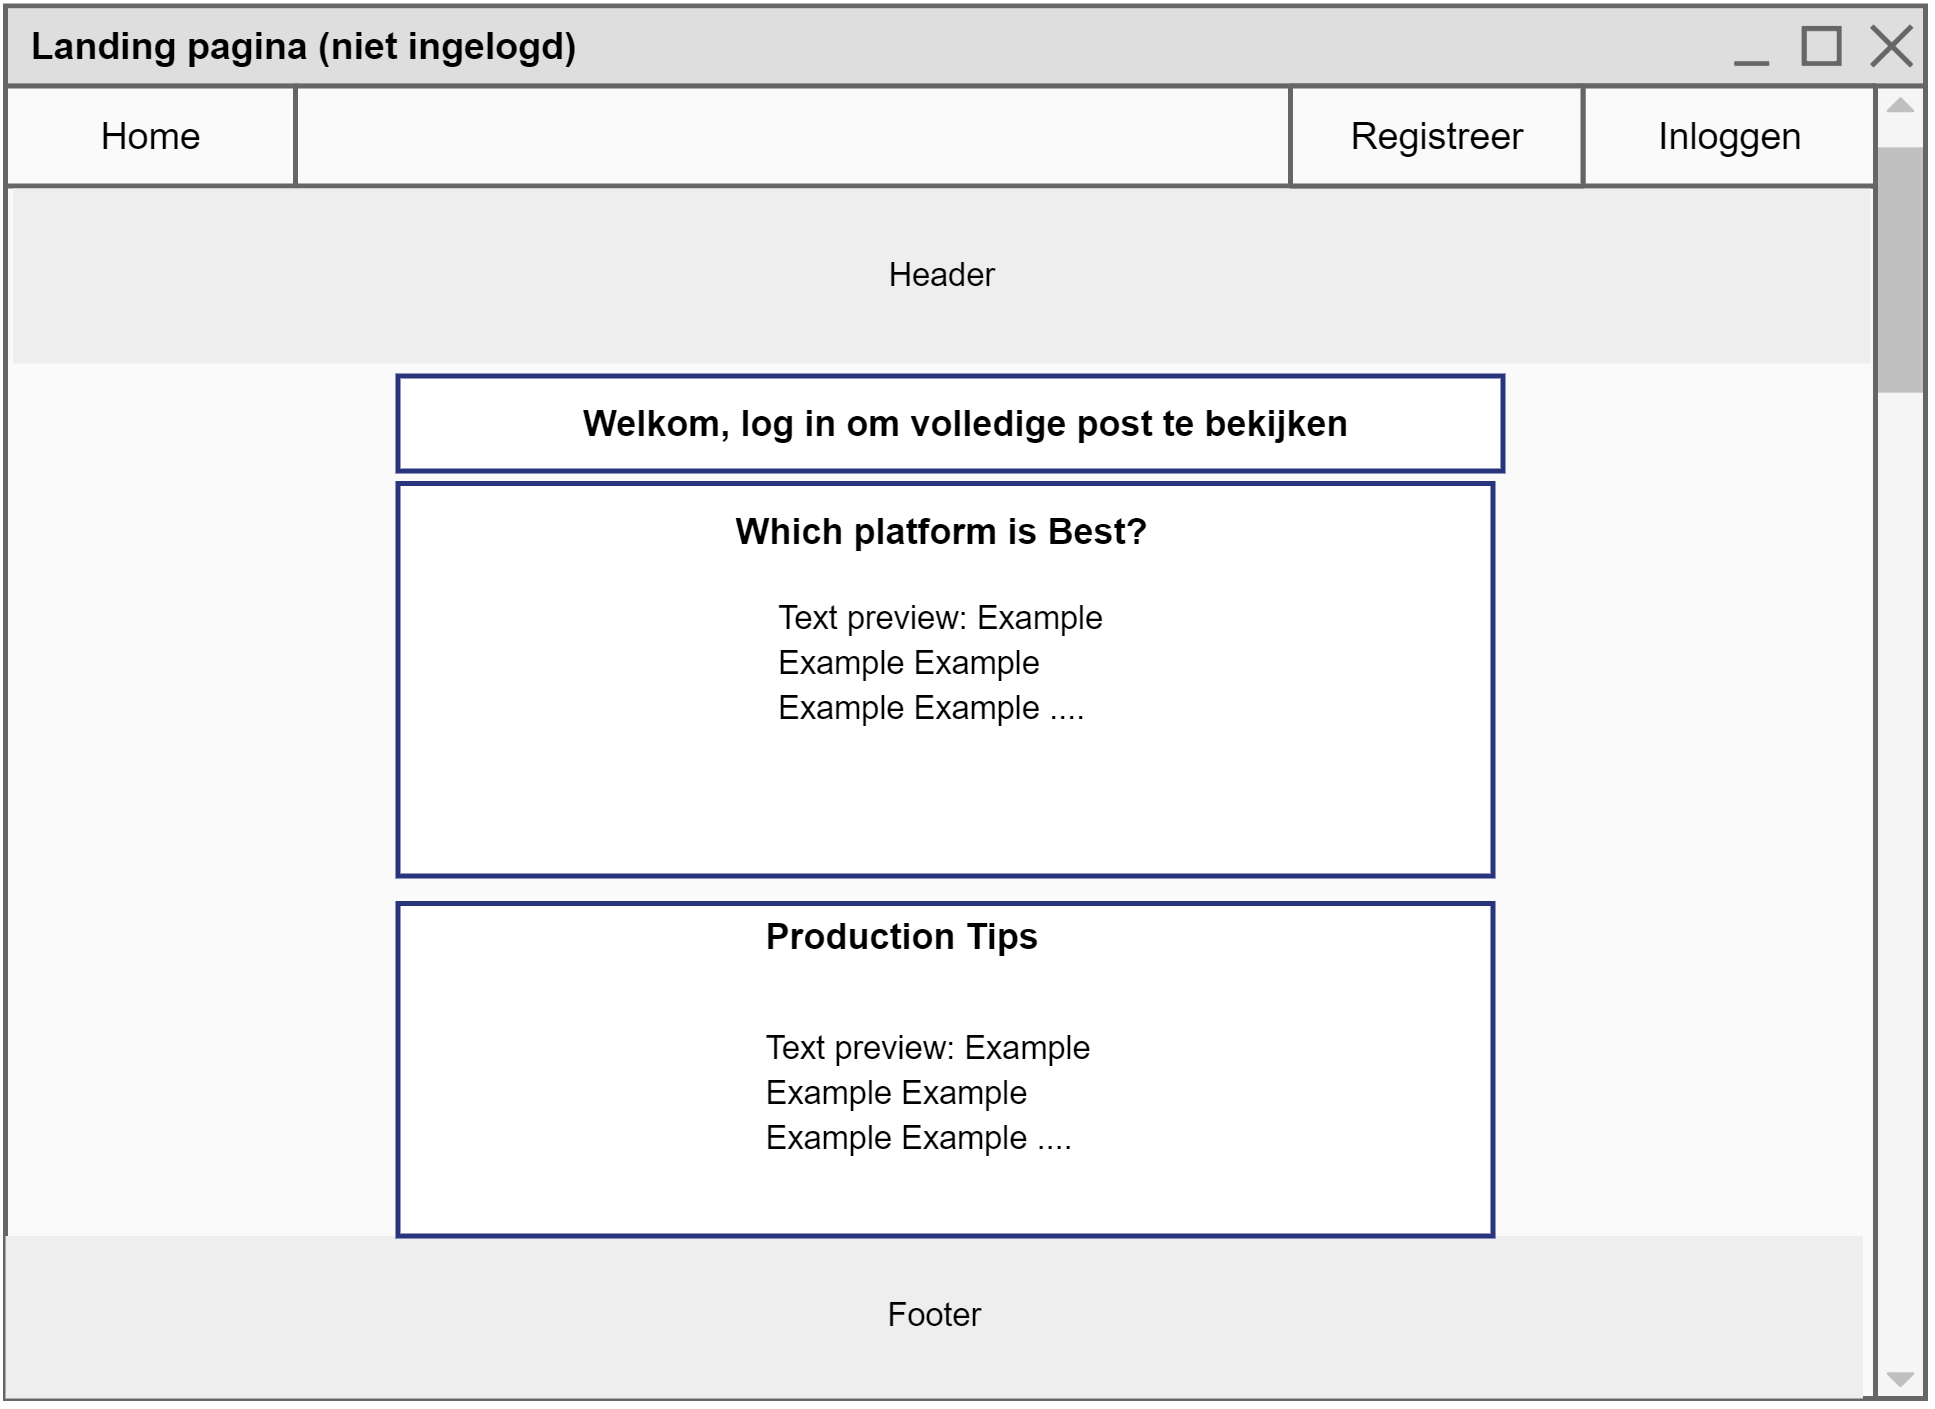 Landing pagina (niet ingelogd)
Home
Registreer
Inloggen
Header
Welkom, log in om volledige post te bekijken
Which platform is Best?
Text preview: Example
Example Example
Example Example ....
Production Tips
Text preview: Example
Example Example
Example Example ....
Footer